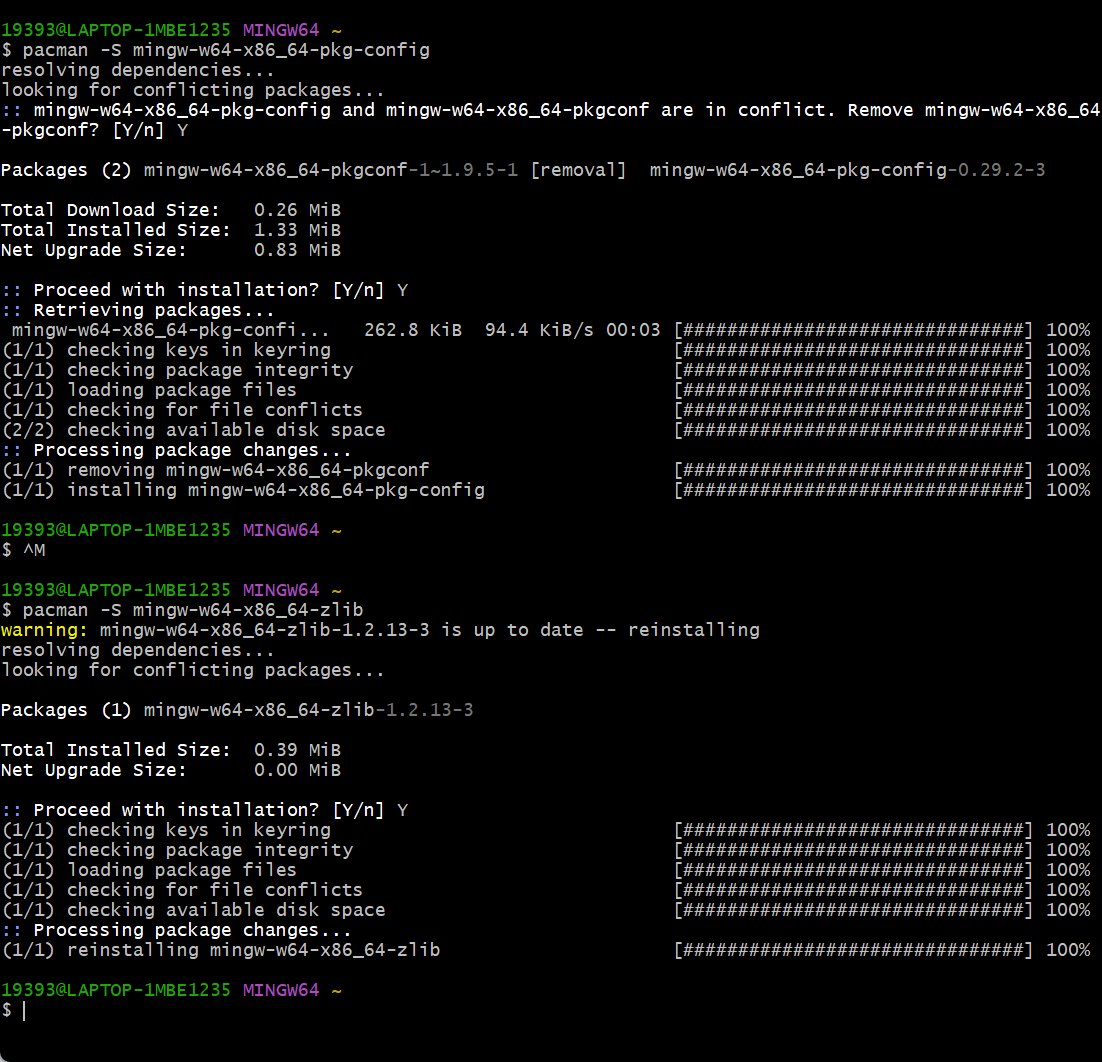 19393@LAPTOP-1MBE1235 MINGW64 ~
$ pacman -S mingw-w64-x86_64-pkg-config
resolving dependencies...
looking for conflicting packages...
:: mingw-w64-x86_64-pkg-config and mingw-w64-x86_64-pkgconf are in conflict. Remove mingw-w64-x86_64
-pkgconf? [Y/n] Y
Packages (2) mingw-w64-x86_64-pkgconf-1~1.9.5-1 [removal]  mingw-w64-x86_64-pkg-config-0.29.2-3
Total Download Size:   0.26 MiB
Total Installed Size:  1.33 MiB
Net Upgrade Size:      0.83 MiB
:: Proceed with installation? [Y/n] Y
:: Retrieving packages...
 mingw-w64-x86_64-pkg-confi...   262.8 KiB  94.4 KiB/s 00:03 [###############################] 100%
(1/1) checking keys in keyring                               [###############################] 100%
(1/1) checking package integrity                             [###############################] 100%
(1/1) loading package files                                  [###############################] 100%
(1/1) checking for file conflicts                            [###############################] 100%
(2/2) checking available disk space                          [###############################] 100%
:: Processing package changes...
(1/1) removing mingw-w64-x86_64-pkgconf                      [###############################] 100%
(1/1) installing mingw-w64-x86_64-pkg-config                 [###############################] 100%
19393@LAPTOP-1MBE1235 MINGW64 ~
$ ^M
19393@LAPTOP-1MBE1235 MINGW64 ~
$ pacman -S mingw-w64-x86_64-zlib
warning: mingw-w64-x86_64-zlib-1.2.13-3 is up to date -- reinstalling
resolving dependencies...
looking for conflicting packages...
Packages (1) mingw-w64-x86_64-zlib-1.2.13-3
Total Installed Size:  0.39 MiB
Net Upgrade Size:      0.00 MiB
:: Proceed with installation? [Y/n] Y
(1/1) checking keys in keyring                               [###############################] 100%
(1/1) checking package integrity                             [###############################] 100%
(1/1) loading package files                                  [###############################] 100%
(1/1) checking for file conflicts                            [###############################] 100%
(1/1) checking available disk space                          [###############################] 100%
:: Processing package changes...
(1/1) reinstalling mingw-w64-x86_64-zlib                     [###############################] 100%
19393@LAPTOP-1MBE1235 MINGW64 ~
$